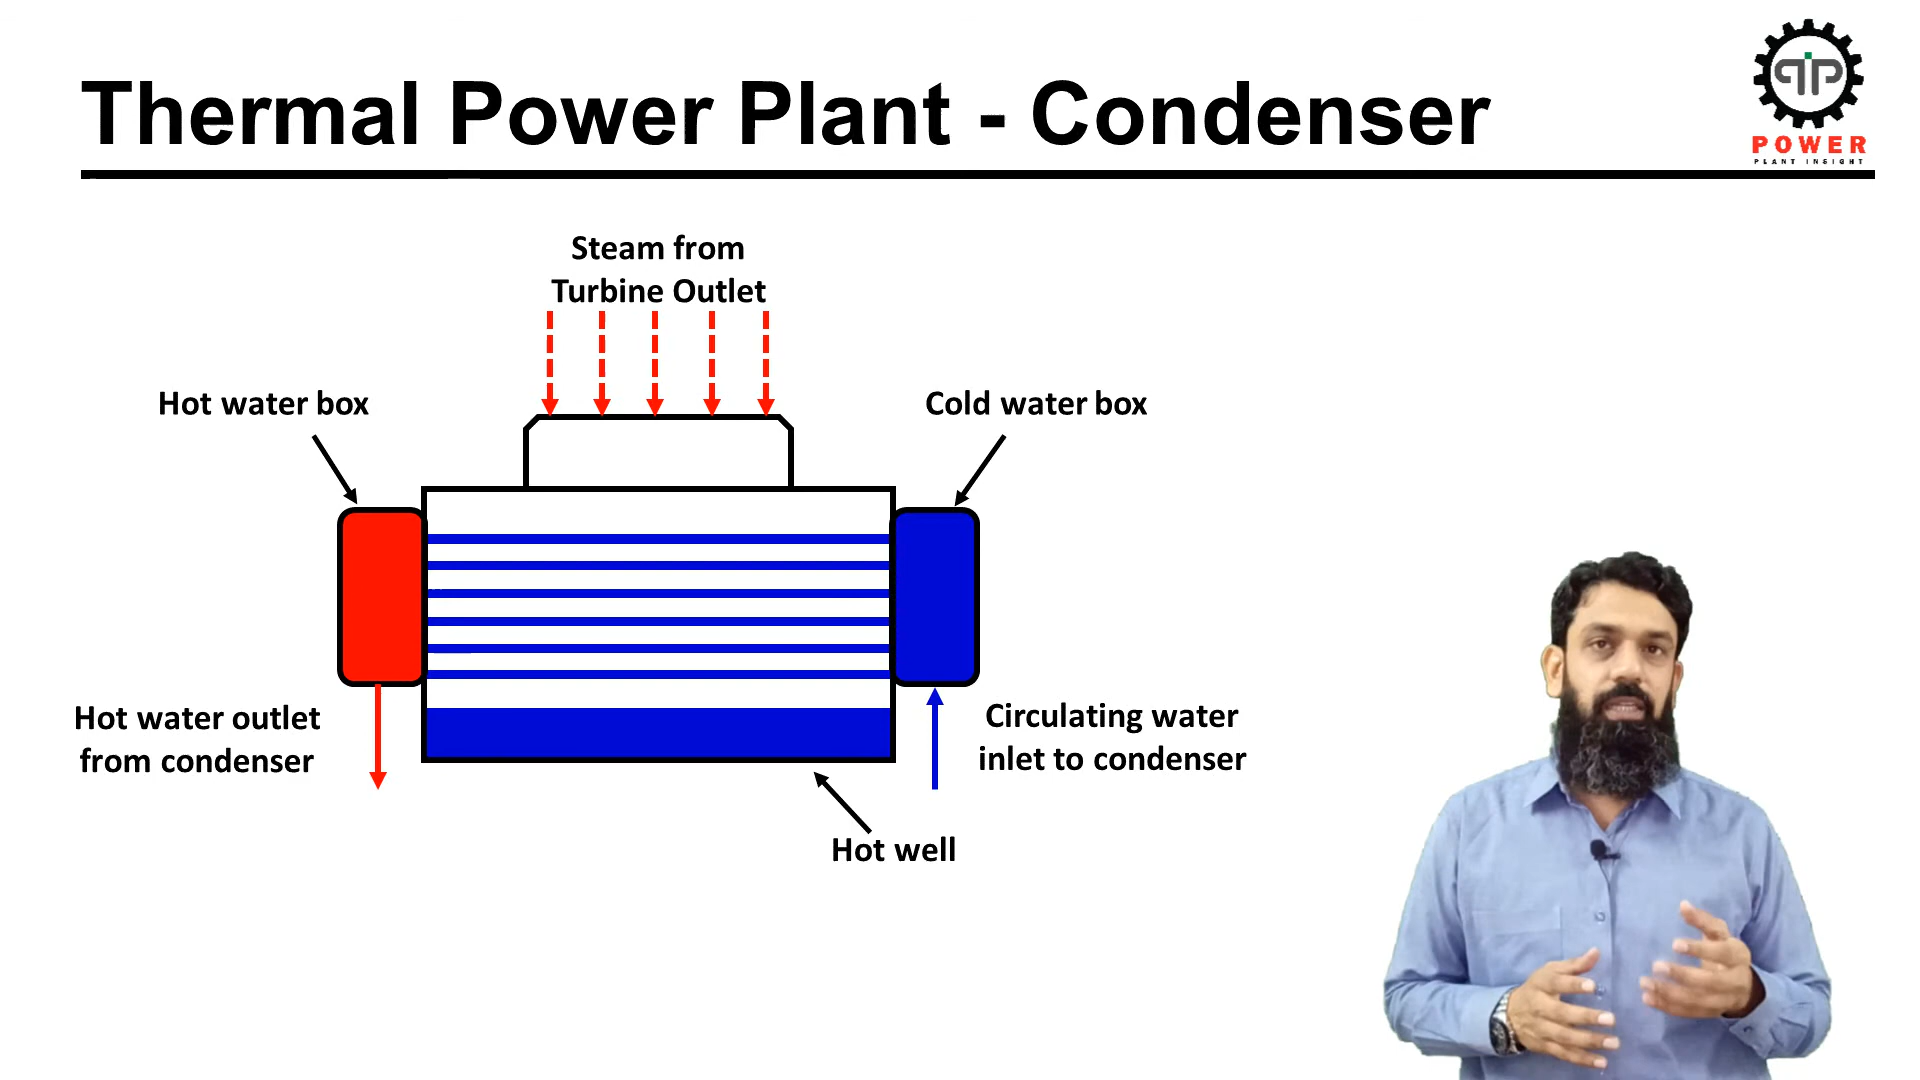 Thermal Power Plant - Condenser
POWER
PLANT INSIGHT
Steam from
Turbine Outlet
Hot water box
Cold water box
Hot water outlet
from condenser
Circulating water
inlet to condenser
Hot well